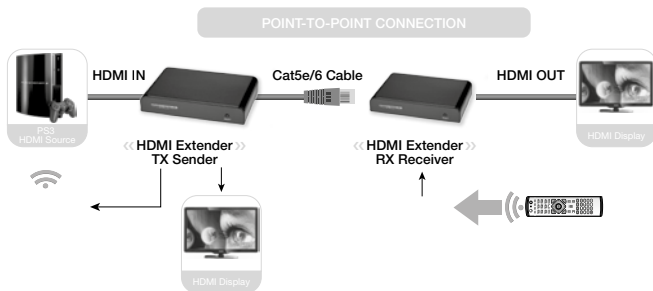 POINT-TO-POINT CONNECTION
HDMI IN
Cat5e/6 Cable
HDMI OUT
PS3
HDMI Source
HDMI Display
‹‹ HDMI Extender ››
TX Sender
‹‹ HDMI Extender ››
RX Receiver
HDMI Display